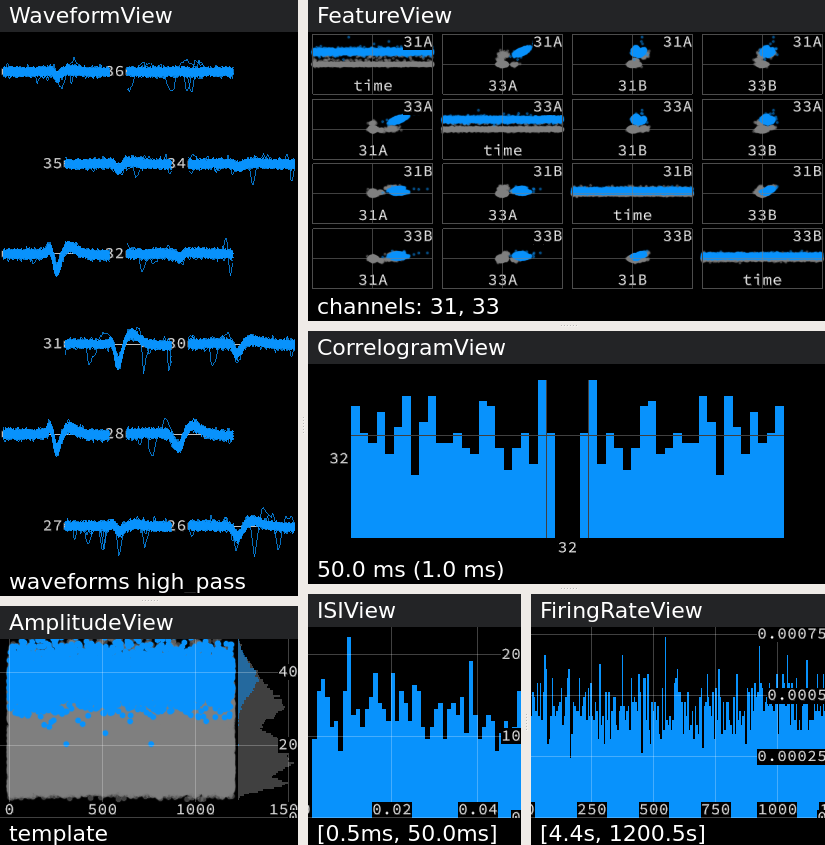 WaveformView
36
35 34
32
31 30
28
27 26
waveforms high_pass
FeatureView
31A 31A 31A 31A
time 33A 31B 33B
33A 33A 33A 33A
31A time 31B 33B
31B 31B 31B 31B
31A 33A time 33B
33B 33B 33B 33B
31A 33A 31B time
channels: 31, 33
CorrelogramView
32
32
50.0 ms (1.0 ms)
AmplitudeView
40
20
0 500 1000 150
template
ISIView
20
10
0.02 0.04
[0.5ms, 50.0ms]
FiringRateView
0.00075
0.0005
0.00025
250 500 750 1000
[4.4s, 1200.5s]